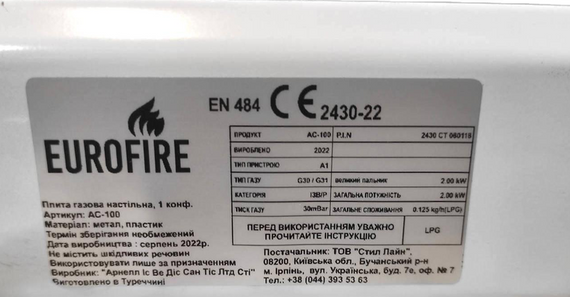 EUROFIRE
EN 484 CE 2430-22
ПРОДУКТ AC-100 P.I.N 2430 CT 060118
ВИРОБЛЕНО 2022
ТИП ПРИСТРОЮ A1
ТИП ГАЗУ G30 / G31 великий пальник 2.00 kW
КАТЕГОРІЯ I3B/P ЗАГАЛЬНА ПОТУЖНІСТЬ 2.00 kW
ТИСК ГАЗУ 30mBar ЗАГАЛЬНЕ СПОЖИВАННЯ 0.125 kg/h(LPG)
ПЕРЕД ВИКОРИСТАННЯМ УВАЖНО
ПРОЧИТАЙТЕ ІНСТРУКЦІЮ
LPG
Плита газова настільна, 1 конф.
Артикул: AC-100
Матеріал: метал, пластик
Термін зберігання необмежений
Дата виробництва : серпень 2022р.
Не містить шкідливих речовин
Використовувати лише за призначенням
Виробник: "Арнепл Іс Ве Діс Сан Тіс Лтд Сті"
Виготовлено в Туреччині
Постачальник: ТОВ "Стил Лайн".
08200, Київська обл., Бучанський р-н
м. Ірпінь, вул. Українська, буд. 7е, оф. № 7
Тел.: +38 (044) 393 53 63